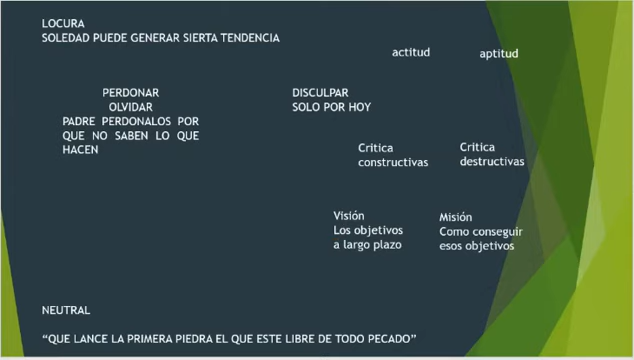 LOCURA
SOLEDAD PUEDE GENERAR SIERTA TENDENCIA
actitud
aptitud
PERDONAR
OLVIDAR
PADRE PERDONALOS POR
QUE NO SABEN LO QUE
HACEN
DISCULPAR
SOLO POR HOY
Critica
constructivas
Critica
destructivas
Visión
Los objetivos
a largo plazo
Misión
Como conseguir
esos objetivos
NEUTRAL
“QUE LANCE LA PRIMERA PIEDRA EL QUE ESTE LIBRE DE TODO PECADO”